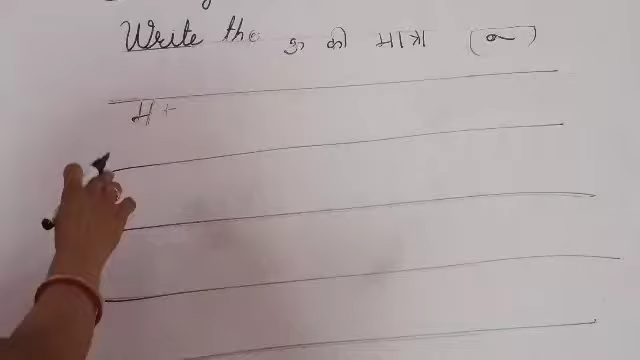 Write the ऊ की मात्रा ( ू )
म +